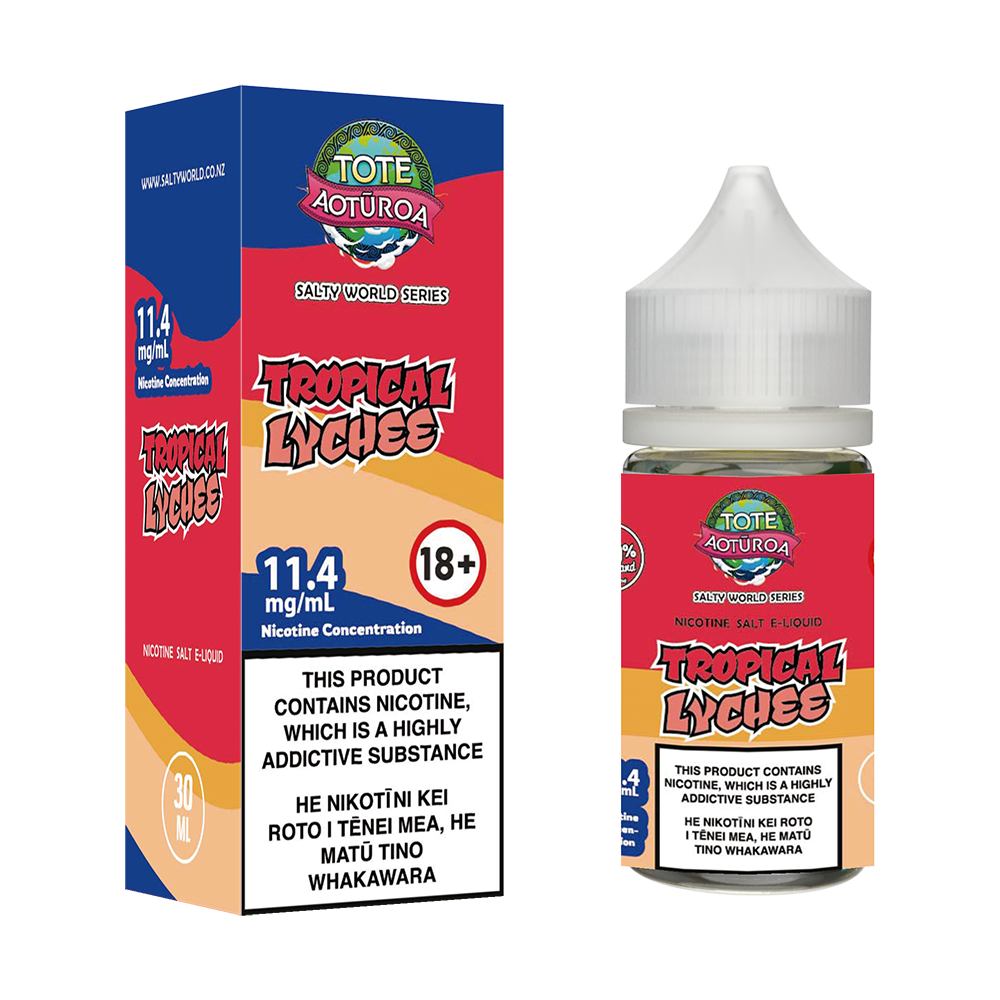 WWW.SALTYWORLD.CO.NZ
11.4
mg/mL
Nicotine Concentration
TROPICAL
LYCHEE
NICOTINE SALT E-LIQUID
30
ML
TOTE
AOTŪROA
SALTY WORLD SERIES
TROPICAL
LYCHEE
11.4
mg/mL
Nicotine Concentration
18+
THIS PRODUCT
CONTAINS NICOTINE,
WHICH IS A HIGHLY
ADDICTIVE SUBSTANCE
HE NIKOTĪNI KEI
ROTO I TĒNEI MEA, HE
MATŪ TINO
WHAKAWARA
TOTE
AOTŪROA
SALTY WORLD SERIES
NICOTINE SALT E-LIQUID
TROPICAL
LYCHEE
.4
mL
THIS PRODUCT CONTAINS
NICOTINE, WHICH IS A HIGHLY
ADDICTIVE SUBSTANCE
HE NIKOTĪNI KEI ROTO
I TĒNEI MEA, HE MATŪ
TINO WHAKAWARA